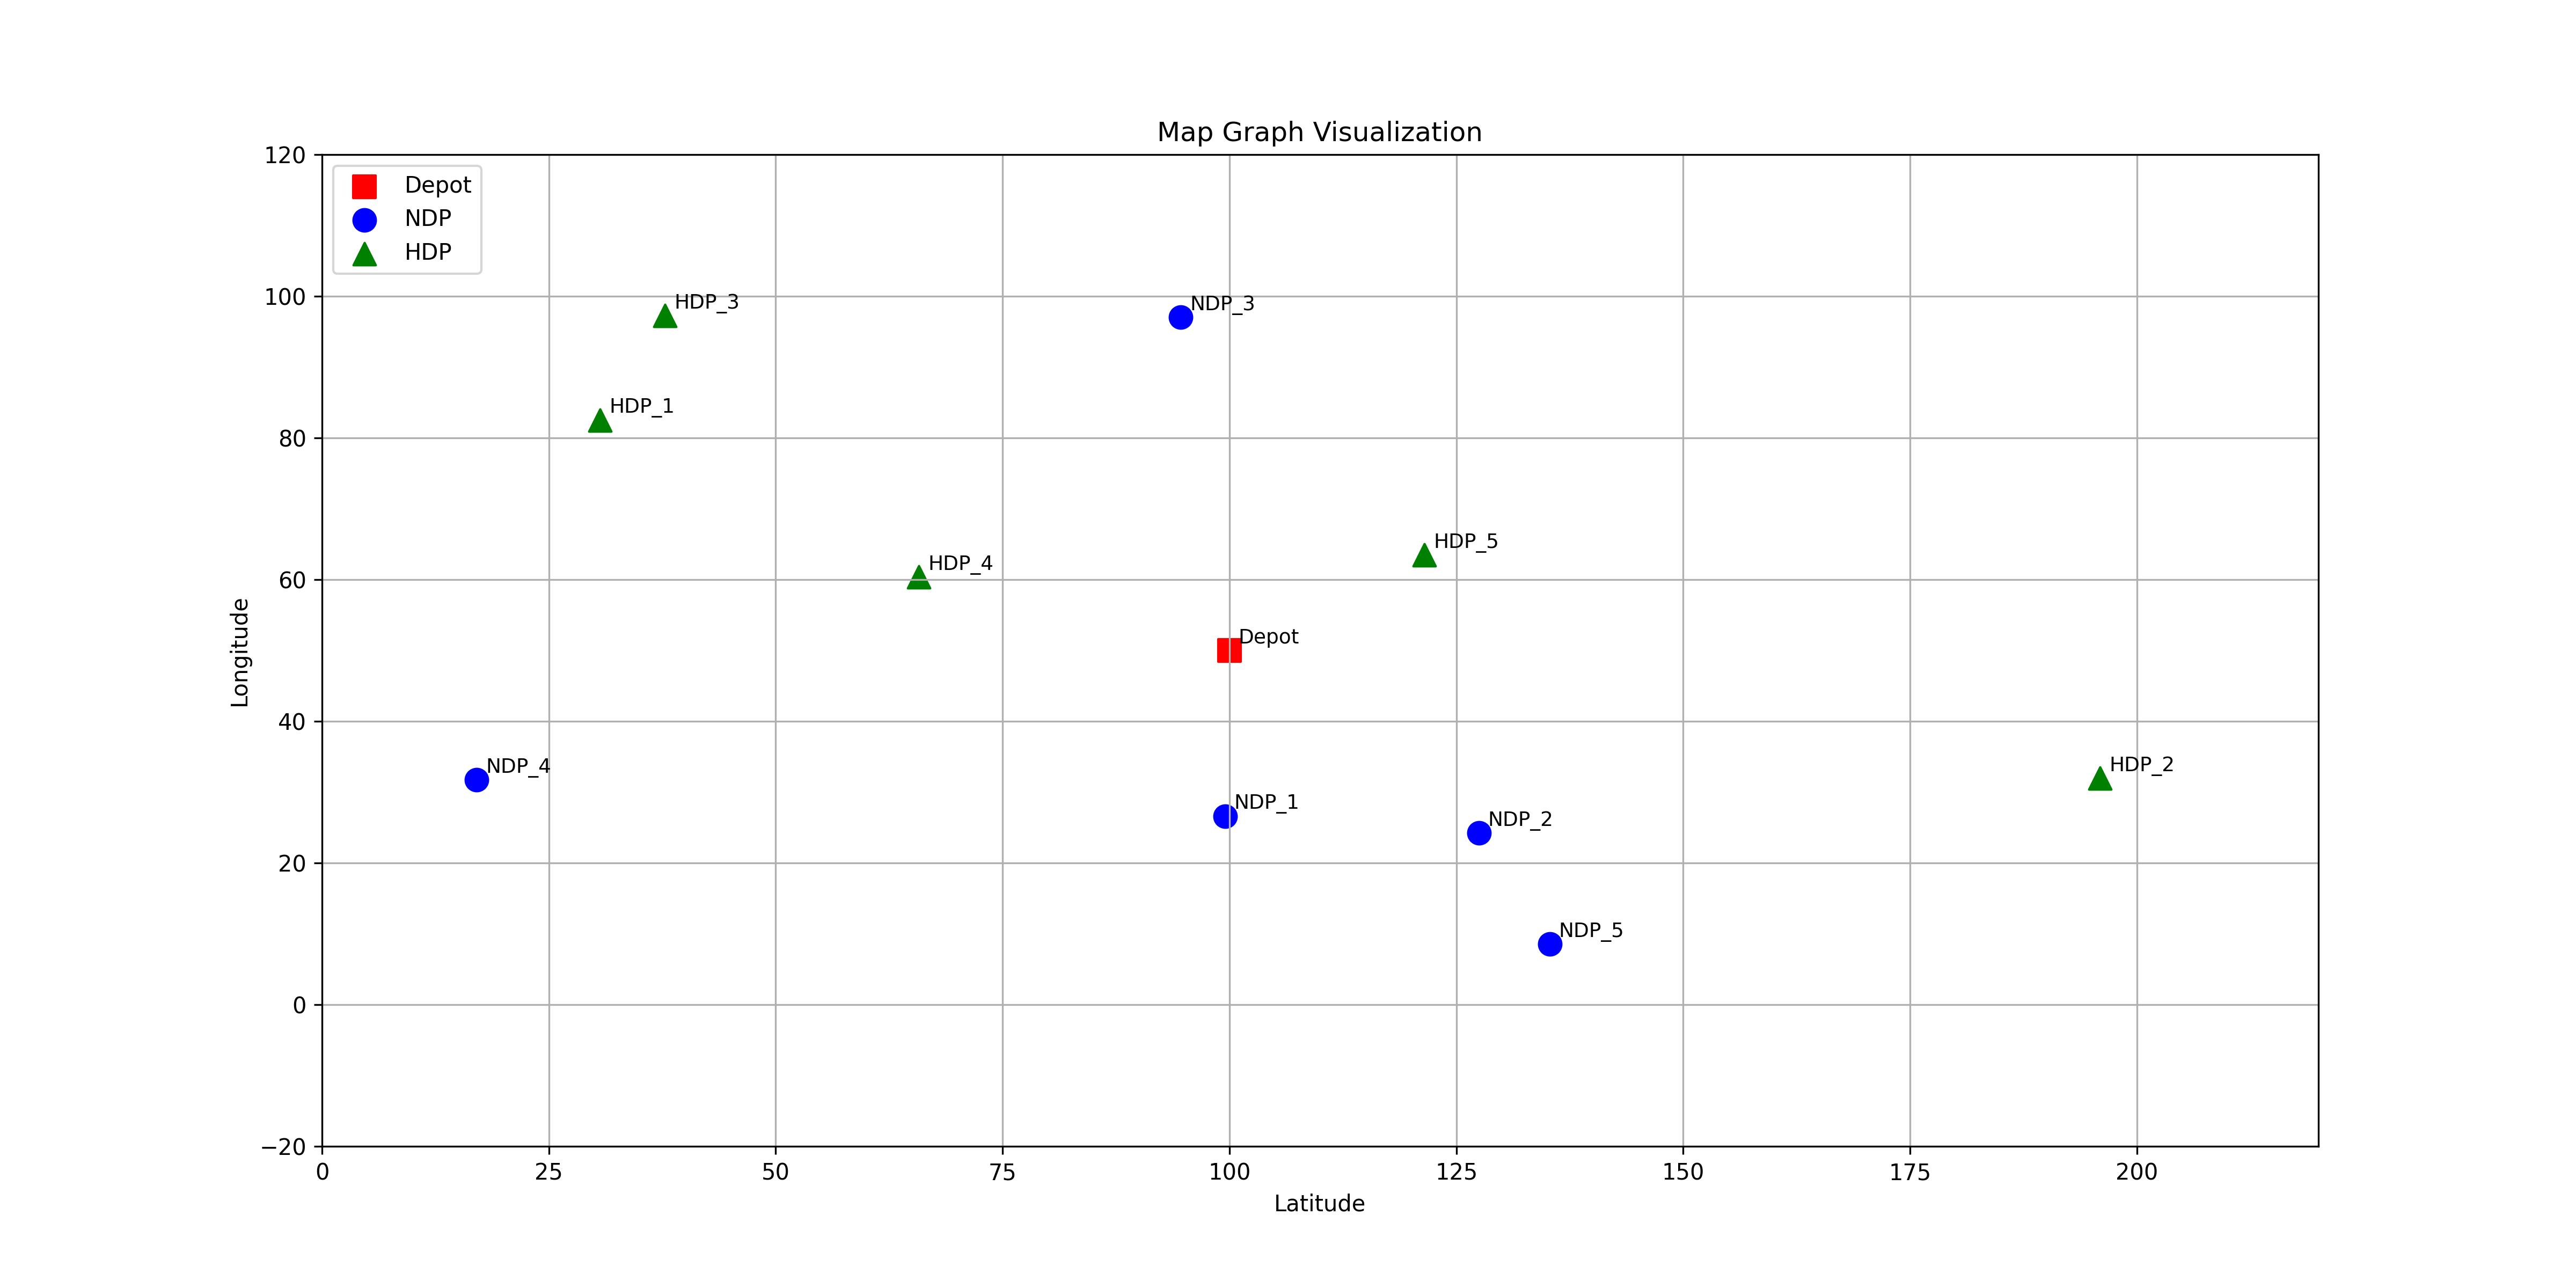 Map Graph Visualization
120
100
80
60
40
20
0
−20
Longitude
Depot
NDP
HDP
HDP_3
NDP_3
HDP_1
HDP_5
HDP_4
Depot
NDP_4
HDP_2
NDP_1
NDP_2
NDP_5
0 25 50 75 100 125 150 175 200
Latitude